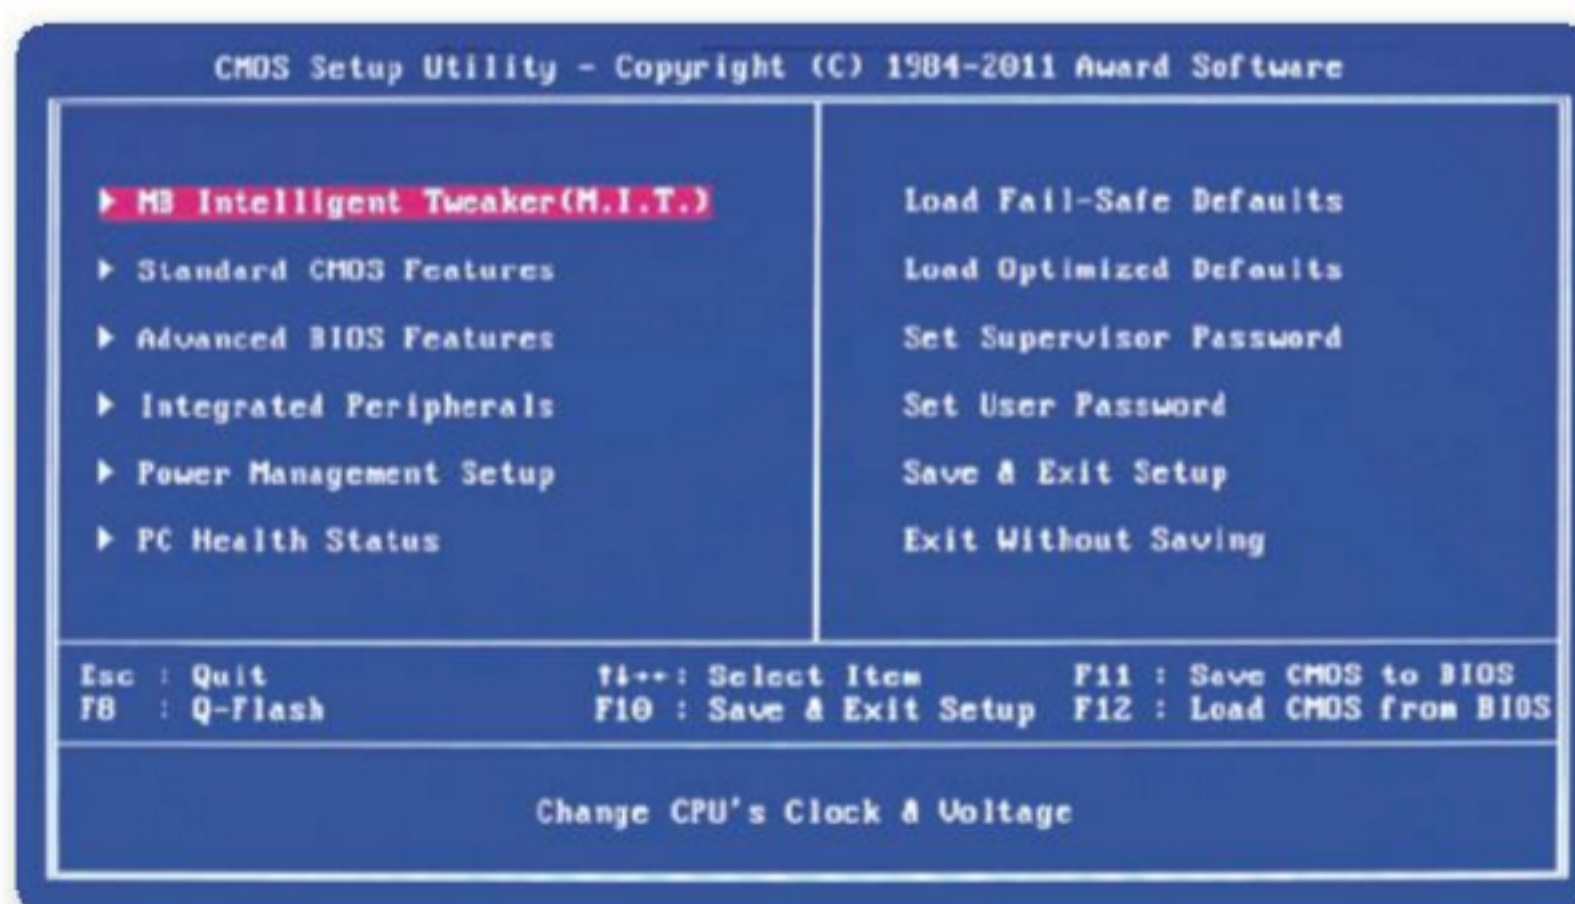 CMOS Setup Utility - Copyright (C) 1984-2011 Award Software
▶ MB Intelligent Tweaker(M.I.T.)
▶ Standard CMOS Features
▶ Advanced BIOS Features
▶ Integrated Peripherals
▶ Power Management Setup
▶ PC Health Status
Load Fail-Safe Defaults
Load Optimized Defaults
Set Supervisor Password
Set User Password
Save & Exit Setup
Exit Without Saving
Esc : Quit
F8 : Q-Flash
↑↓→←: Select Item
F10 : Save & Exit Setup
F11 : Save CMOS to BIOS
F12 : Load CMOS from BIOS
Change CPU's Clock & Voltage